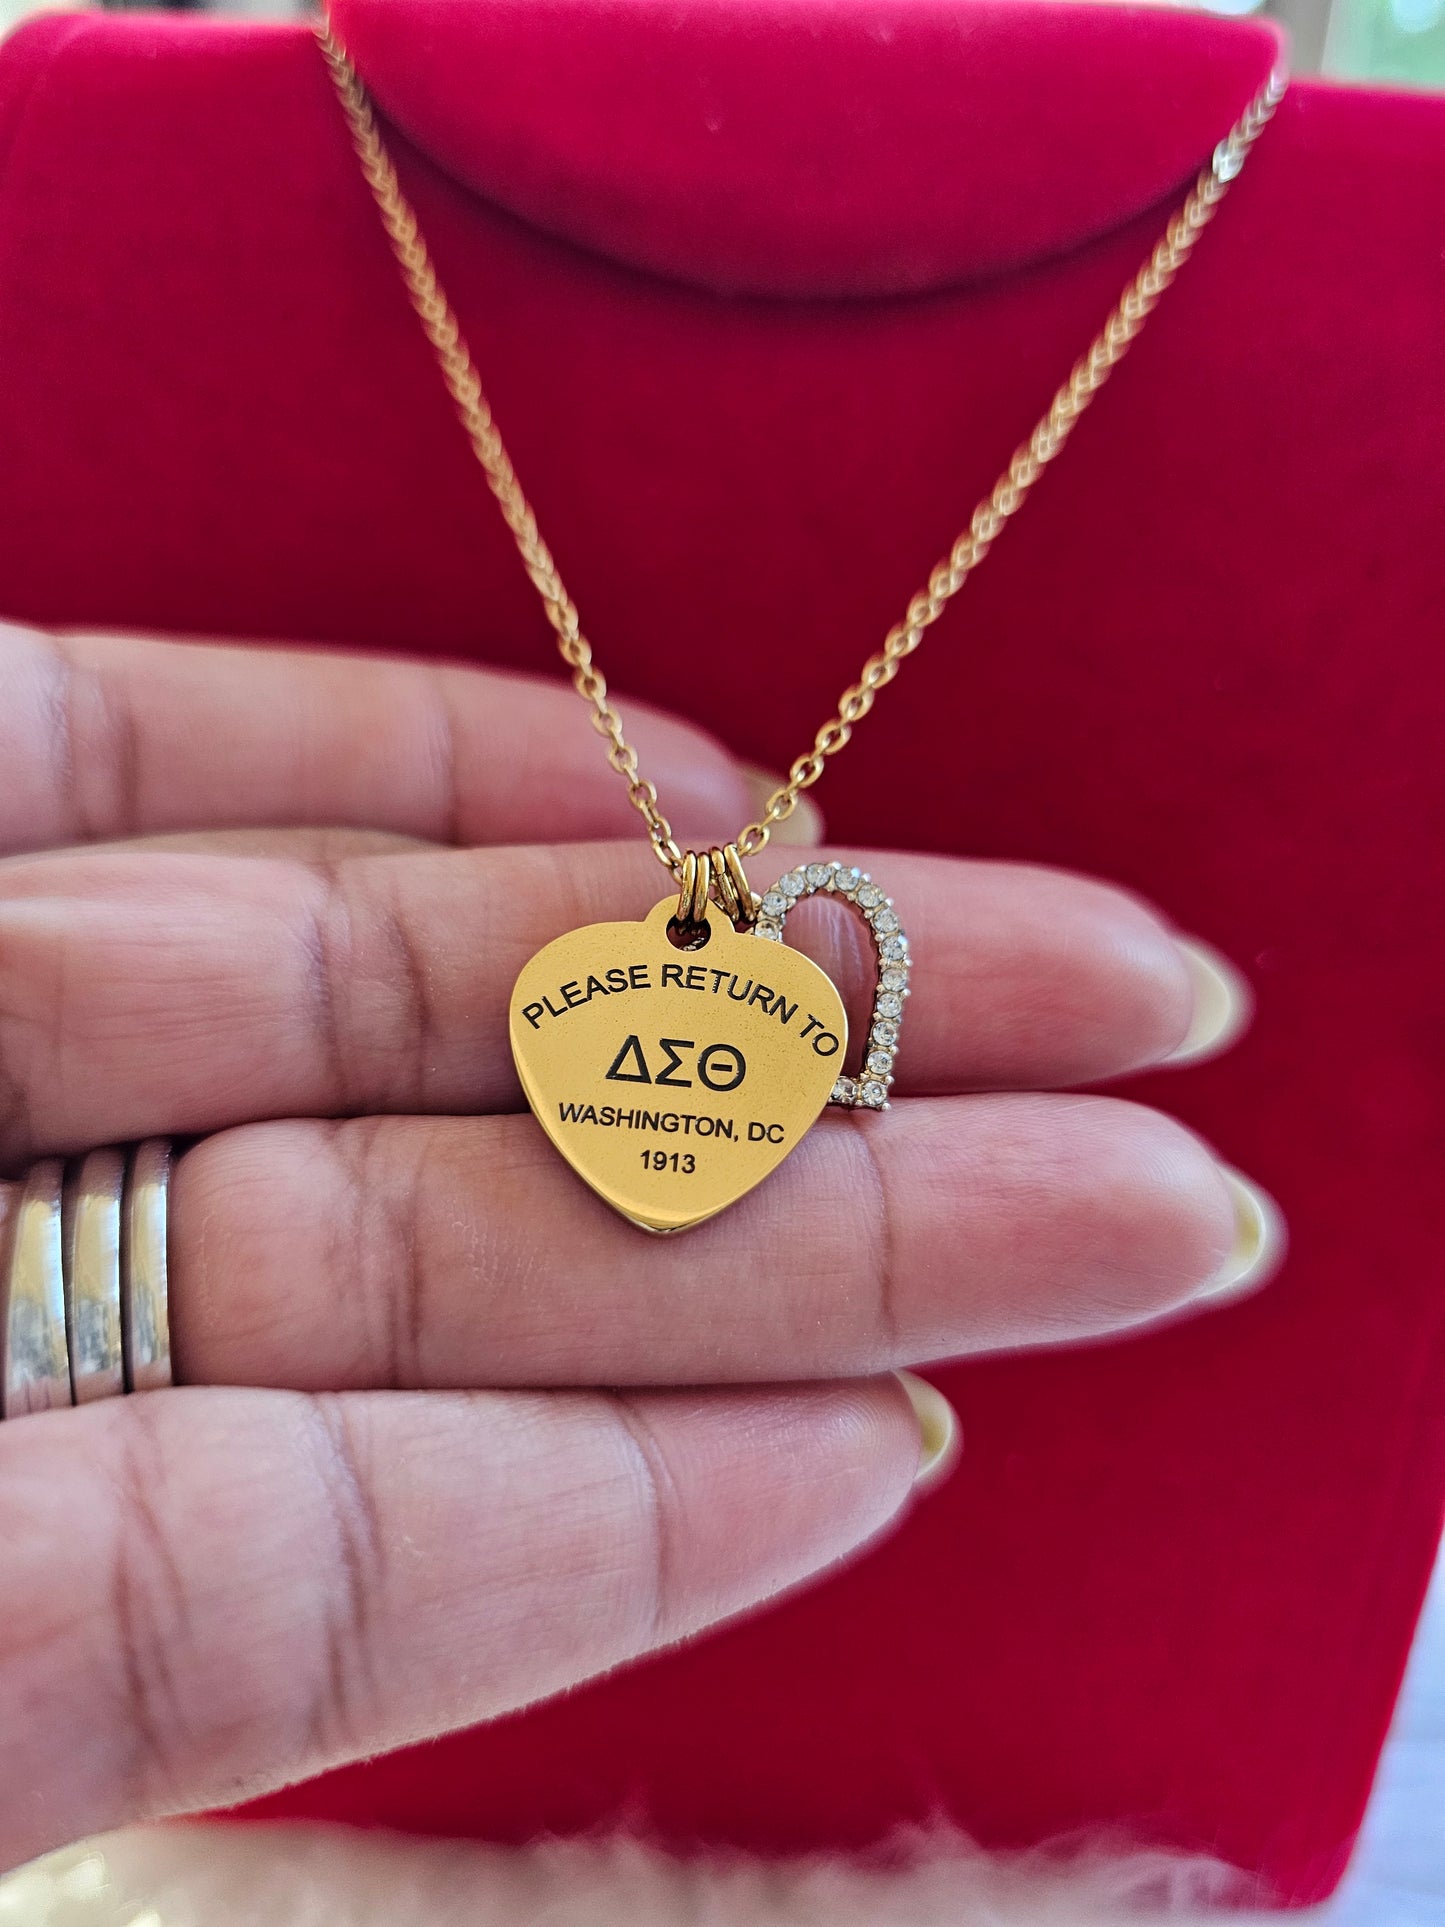 PLEASE RETURN TO
ΔΣΘ
WASHINGTON, DC
1913